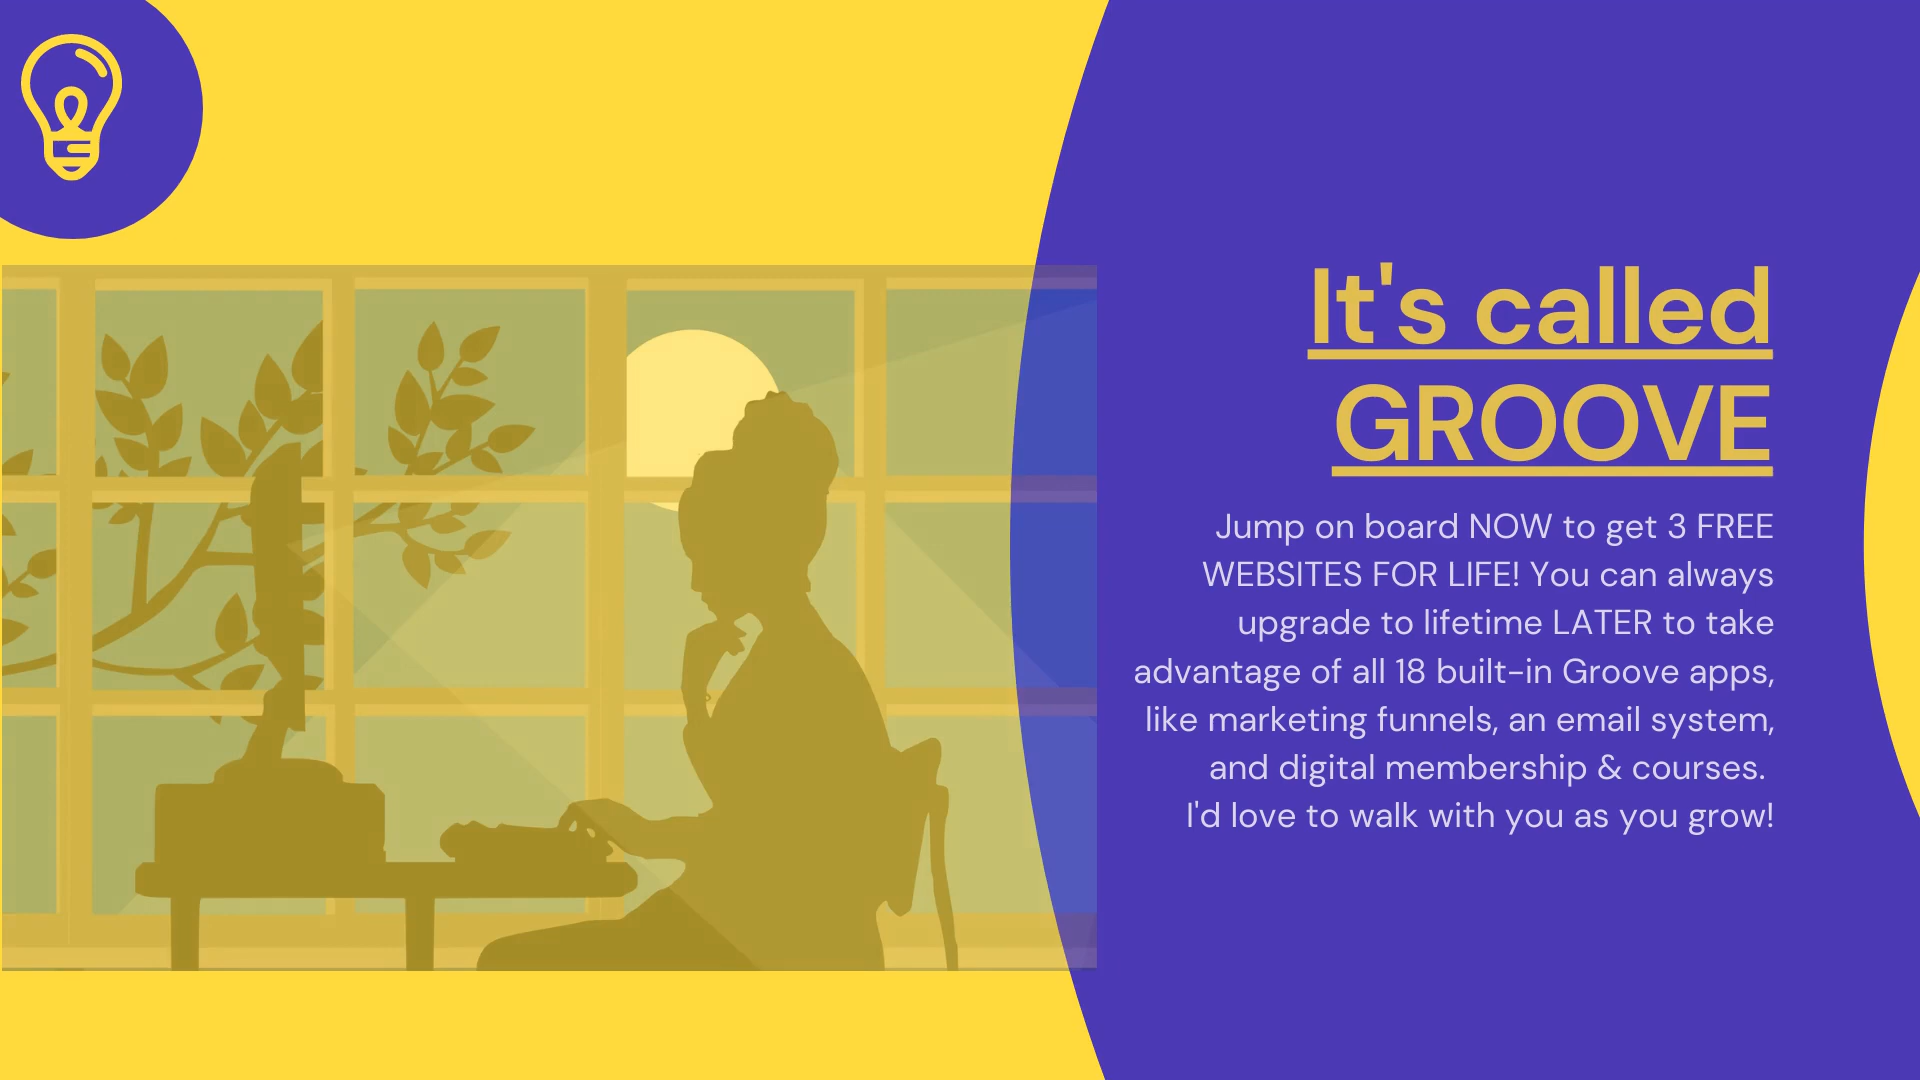 It's called
GROOVE
Jump on board NOW to get 3 FREE
WEBSITES FOR LIFE! You can always
upgrade to lifetime LATER to take
advantage of all 18 built-in Groove apps,
like marketing funnels, an email system,
and digital membership & courses.
I'd love to walk with you as you grow!